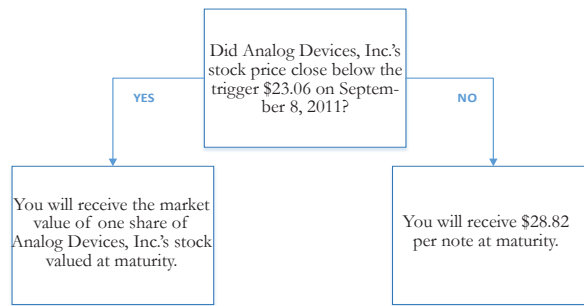 Did Analog Devices, Inc.'s
stock price close below the
trigger $23.06 on Septem-
ber 8, 2011?
YES
NO
You will receive the market
value of one share of
Analog Devices, Inc.'s stock
valued at maturity.
You will receive $28.82
per note at maturity.